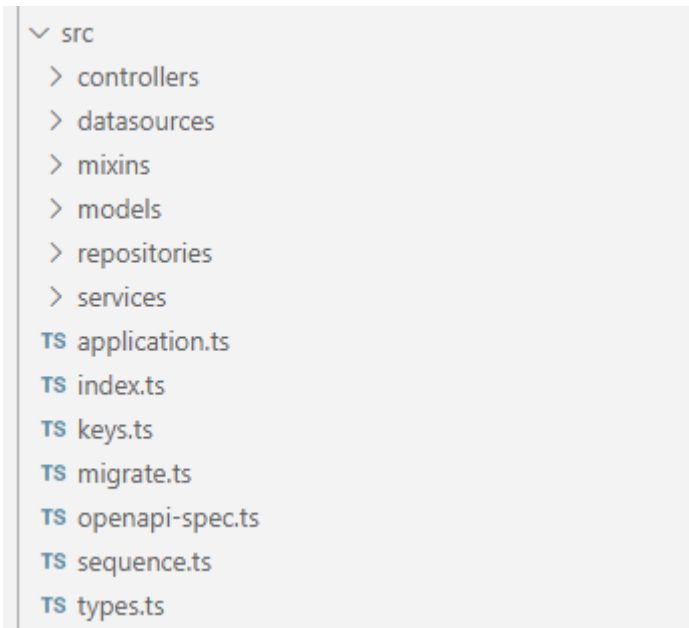 src
controllers
datasources
mixins
models
repositories
services
TS application.ts
TS index.ts
TS keys.ts
TS migrate.ts
TS openapi-spec.ts
TS sequence.ts
TS types.ts